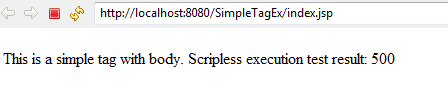 http://localhost:8080/SimpleTagEx/index.jsp
This is a simple tag with body. Scripless execution test result: 500